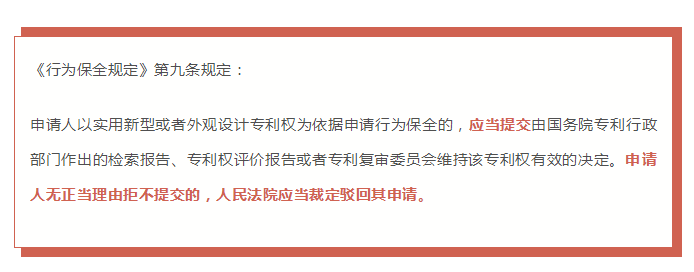 《行为保全规定》第九条规定：
申请人以实用新型或者外观设计专利权为依据申请行为保全的，应当提交由国务院专利行政
部门作出的检索报告、专利权评价报告或者专利复审委员会维持该专利权有效的决定。申请
人无正当理由拒不提交的，人民法院应当裁定驳回其申请。